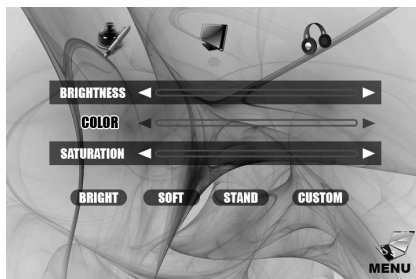 BRIGHTNESS
COLOR
SATURATION
BRIGHT SOFT STAND CUSTOM
MENU